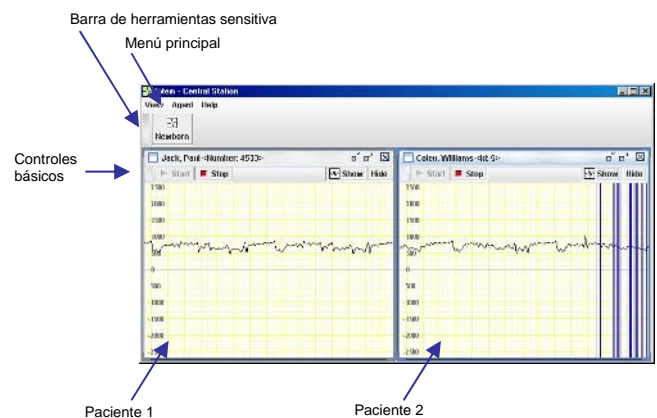 Barra de herramientas sensitiva
Menú principal
Central Station
View Agent Help
Newborn
Controles
básicos
Jack, Paul <Number: 4533>
Start Stop Show Hide
1500
1000
500
0
-500
-1000
-1500
-2000
-2500
Williams
Start Stop Show Hide
1500
1000
500
0
-500
-1000
-1500
-2000
-2500
Paciente 1
Paciente 2